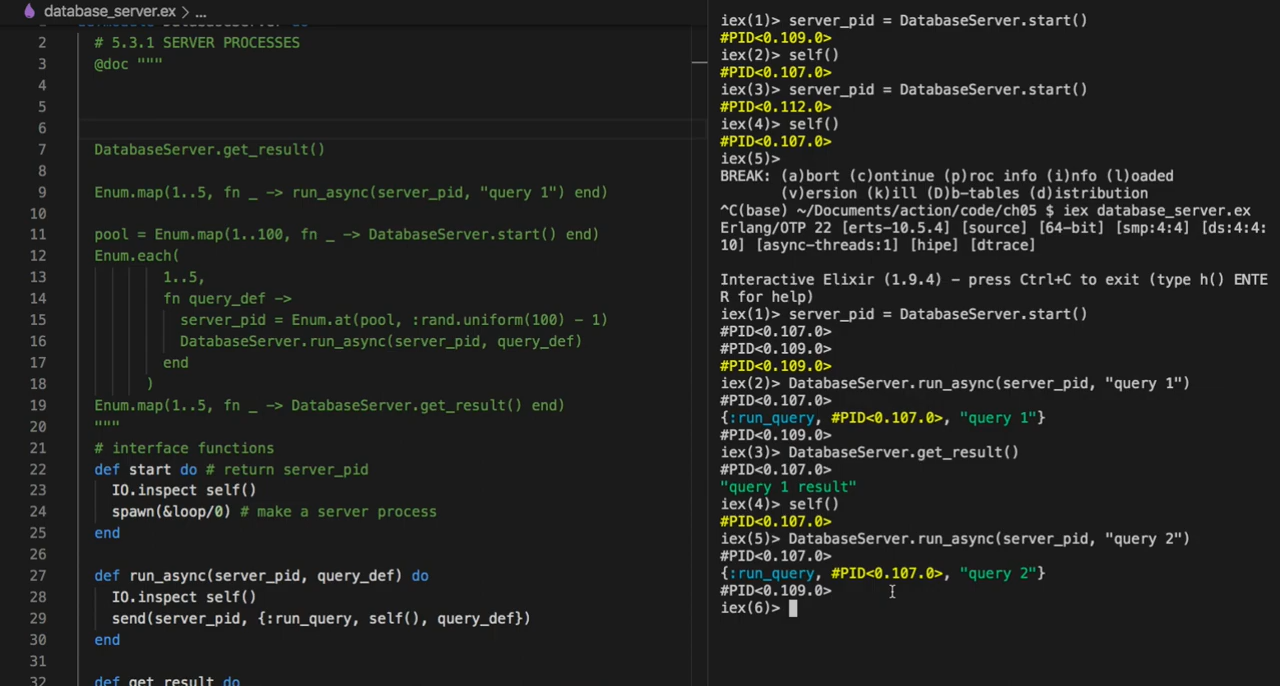 database_server.ex > ...
2 # 5.3.1 SERVER PROCESSES
3 @doc """
4
5
6
7 DatabaseServer.get_result()
8
9 Enum.map(1..5, fn _ -> run_async(server_pid, "query 1") end)
10
11 pool = Enum.map(1..100, fn _ -> DatabaseServer.start() end)
12 Enum.each(
13 1..5,
14 fn query_def ->
15 server_pid = Enum.at(pool, :rand.uniform(100) - 1)
16 DatabaseServer.run_async(server_pid, query_def)
17 end
18 )
19 Enum.map(1..5, fn _ -> DatabaseServer.get_result() end)
20 """
21 # interface functions
22 def start do # return server_pid
23 IO.inspect self()
24 spawn(&loop/0) # make a server process
25 end
26
27 def run_async(server_pid, query_def) do
28 IO.inspect self()
29 send(server_pid, {:run_query, self(), query_def})
30 end
31
32 def get_result do
iex(1)> server_pid = DatabaseServer.start()
#PID<0.109.0>
iex(2)> self()
#PID<0.107.0>
iex(3)> server_pid = DatabaseServer.start()
#PID<0.112.0>
iex(4)> self()
#PID<0.107.0>
iex(5)>
BREAK: (a)bort (c)ontinue (p)roc info (i)nfo (l)oaded
(v)ersion (k)ill (D)b-tables (d)istribution
^C(base) ~/Documents/action/code/ch05 $ iex database_server.ex
Erlang/OTP 22 [erts-10.5.4] [source] [64-bit] [smp:4:4] [ds:4:4:
10] [async-threads:1] [hipe] [dtrace]
Interactive Elixir (1.9.4) - press Ctrl+C to exit (type h() ENTE
R for help)
iex(1)> server_pid = DatabaseServer.start()
#PID<0.107.0>
#PID<0.109.0>
#PID<0.109.0>
iex(2)> DatabaseServer.run_async(server_pid, "query 1")
#PID<0.107.0>
{:run_query, #PID<0.107.0>, "query 1"}
#PID<0.109.0>
iex(3)> DatabaseServer.get_result()
#PID<0.107.0>
"query 1 result"
iex(4)> self()
#PID<0.107.0>
iex(5)> DatabaseServer.run_async(server_pid, "query 2")
#PID<0.107.0>
{:run_query, #PID<0.107.0>, "query 2"}
#PID<0.109.0>
iex(6)>